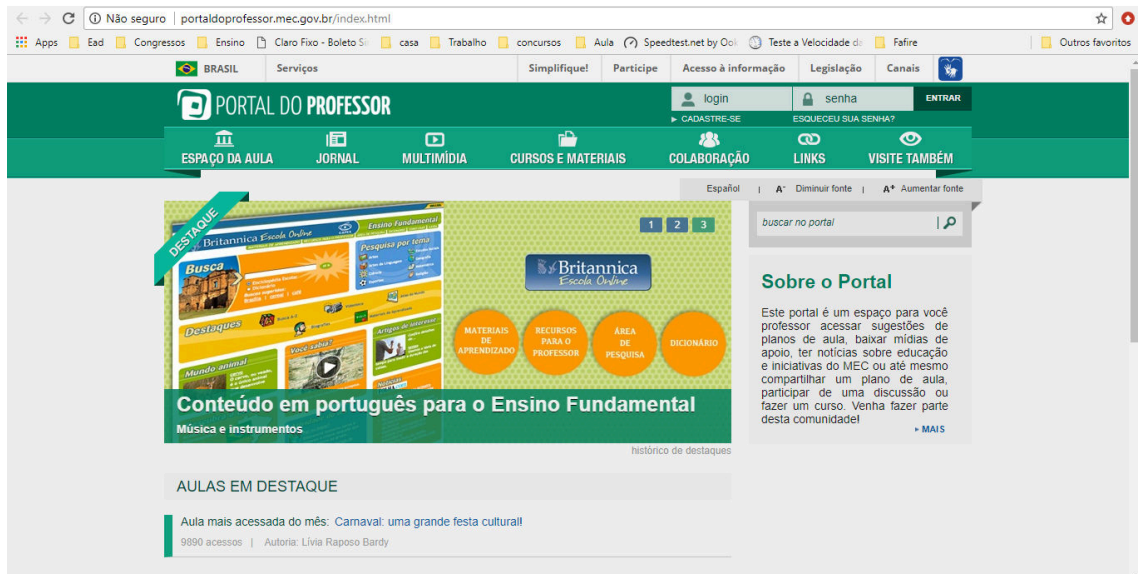 Não seguro | portaldoprofessor.mec.gov.br/index.html
Apps Ead Congressos Ensino Claro Fixo - Boleto Si casa Trabalho concursos Aula Speedtest.net by Ook Teste a Velocidade da Fafire Outros favoritos
BRASIL Serviços Simplifique! Participe Acesso à informação Legislação Canais
PORTAL DO PROFESSOR login senha ENTRAR
CADASTRE-SE ESQUECEU SUA SENHA?
ESPAÇO DA AULA JORNAL MULTIMÍDIA CURSOS E MATERIAIS COLABORAÇÃO LINKS VISITE TAMBÉM
Español | A- Diminuir fonte | A+ Aumentar fonte
DESTAQUE
Britannica Escola Online
Ensino Fundamental
Busca
Pesquisa por tema
Destaques
Artigos de interesse
Você sabia?
Mundo animal
1 2 3
Britannica
Escola Online
MATERIAIS DE APRENDIZADO
RECURSOS PARA O PROFESSOR
ÁREA DE PESQUISA
DICIONÁRIO
Conteúdo em português para o Ensino Fundamental
Música e instrumentos
histórico de destaques
buscar no portal
Sobre o Portal
Este portal é um espaço para você
professor acessar sugestões de
planos de aula, baixar mídias de
apoio, ter notícias sobre educação
e iniciativas do MEC ou até mesmo
compartilhar um plano de aula,
participar de uma discussão ou
fazer um curso. Venha fazer parte
desta comunidade!
MAIS
AULAS EM DESTAQUE
Aula mais acessada do mês: Carnaval: uma grande festa cultural!
9890 acessos | Autoria: Lívia Raposo Bardy